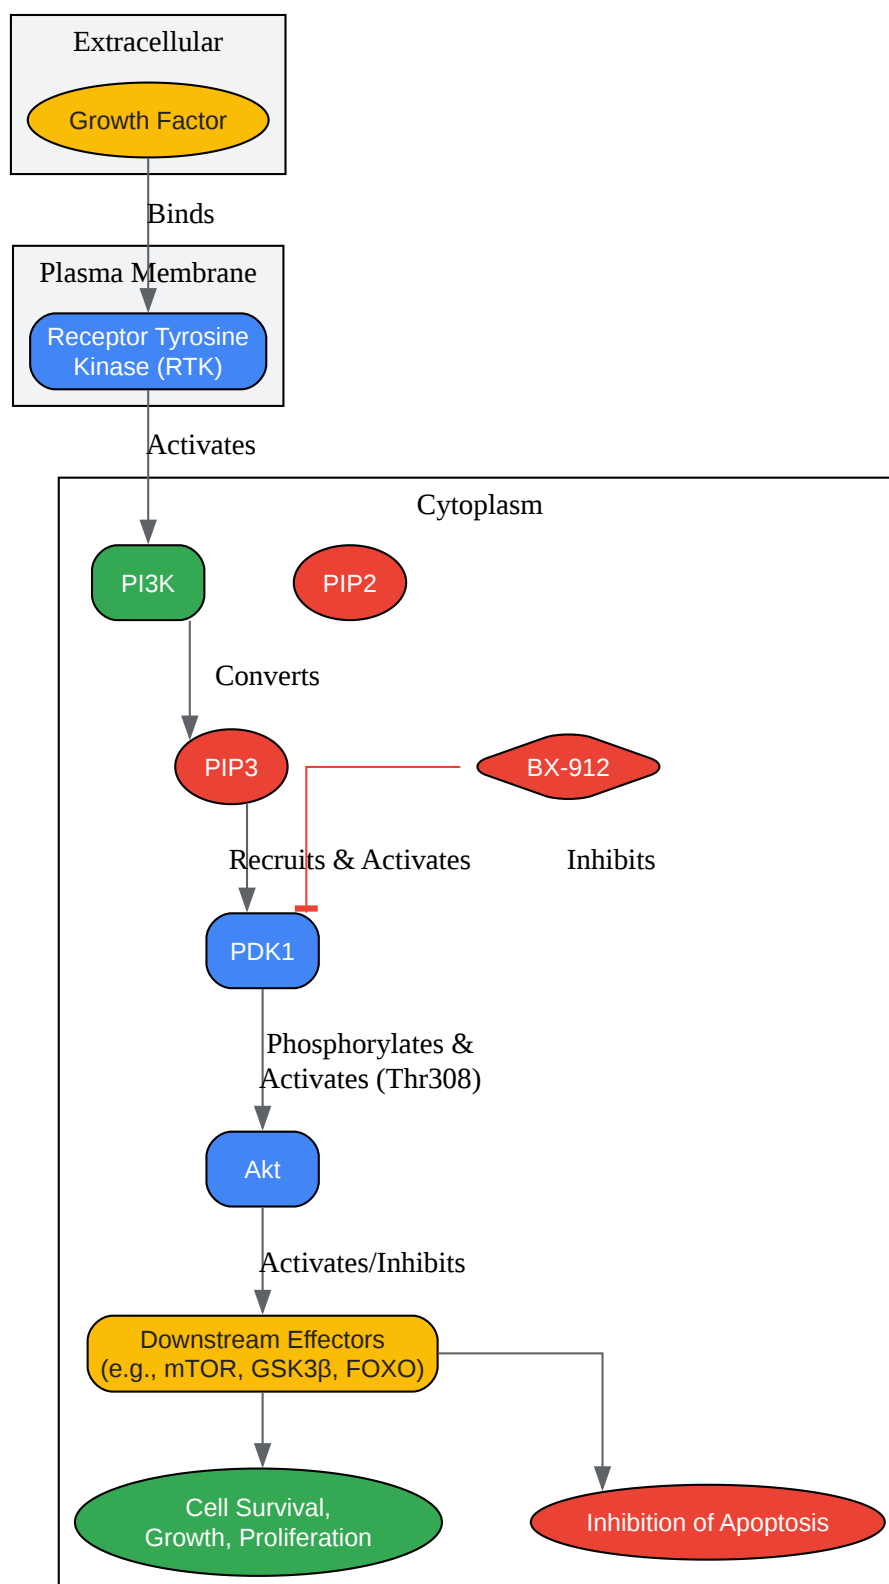 Extracellular
Growth Factor
Binds
Plasma Membrane
Receptor Tyrosine
Kinase (RTK)
Activates
Cytoplasm
PI3K
PIP2
Converts
PIP3
BX-912
Recruits & Activates
Inhibits
PDK1
Phosphorylates &
Activates (Thr308)
Akt
Activates/Inhibits
Downstream Effectors
(e.g., mTOR, GSK3β, FOXO)
Cell Survival,
Growth, Proliferation
Inhibition of Apoptosis